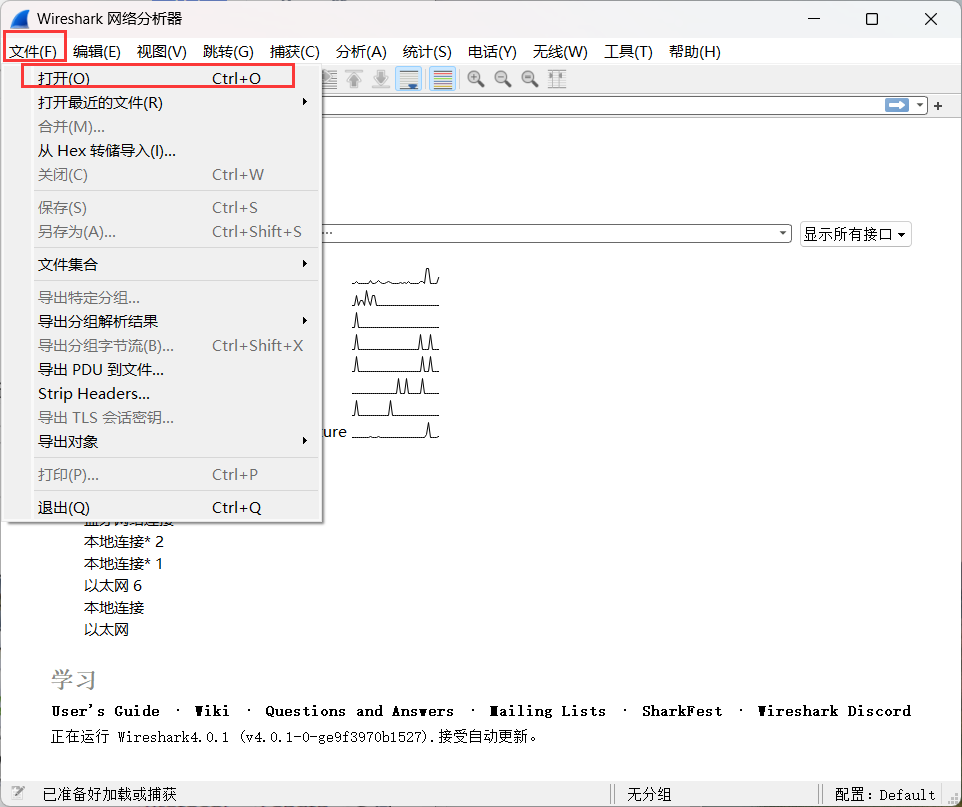 Wireshark 网络分析器
文件(F) 编辑(E) 视图(V) 跳转(G) 捕获(C) 分析(A) 统计(S) 电话(Y) 无线(W) 工具(T) 帮助(H)
打开(O) Ctrl+O
打开最近的文件(R)
合并(M)...
从 Hex 转储导入(I)...
关闭(C) Ctrl+W
保存(S) Ctrl+S
另存为(A)... Ctrl+Shift+S
显示所有接口
文件集合
导出特定分组...
导出分组解析结果
导出分组字节流(B)... Ctrl+Shift+X
导出 PDU 到文件...
Strip Headers...
导出 TLS 会话密钥...
导出对象
ure
打印(P)... Ctrl+P
退出(Q) Ctrl+Q
本地连接* 2
本地连接* 1
以太网 6
本地连接
以太网
学习
User's Guide · Wiki · Questions and Answers · Mailing Lists · SharkFest · Wireshark Discord
正在运行 Wireshark4.0.1 (v4.0.1-0-ge9f3970b1527).接受自动更新。
已准备好加载或捕获 无分组 配置：Default